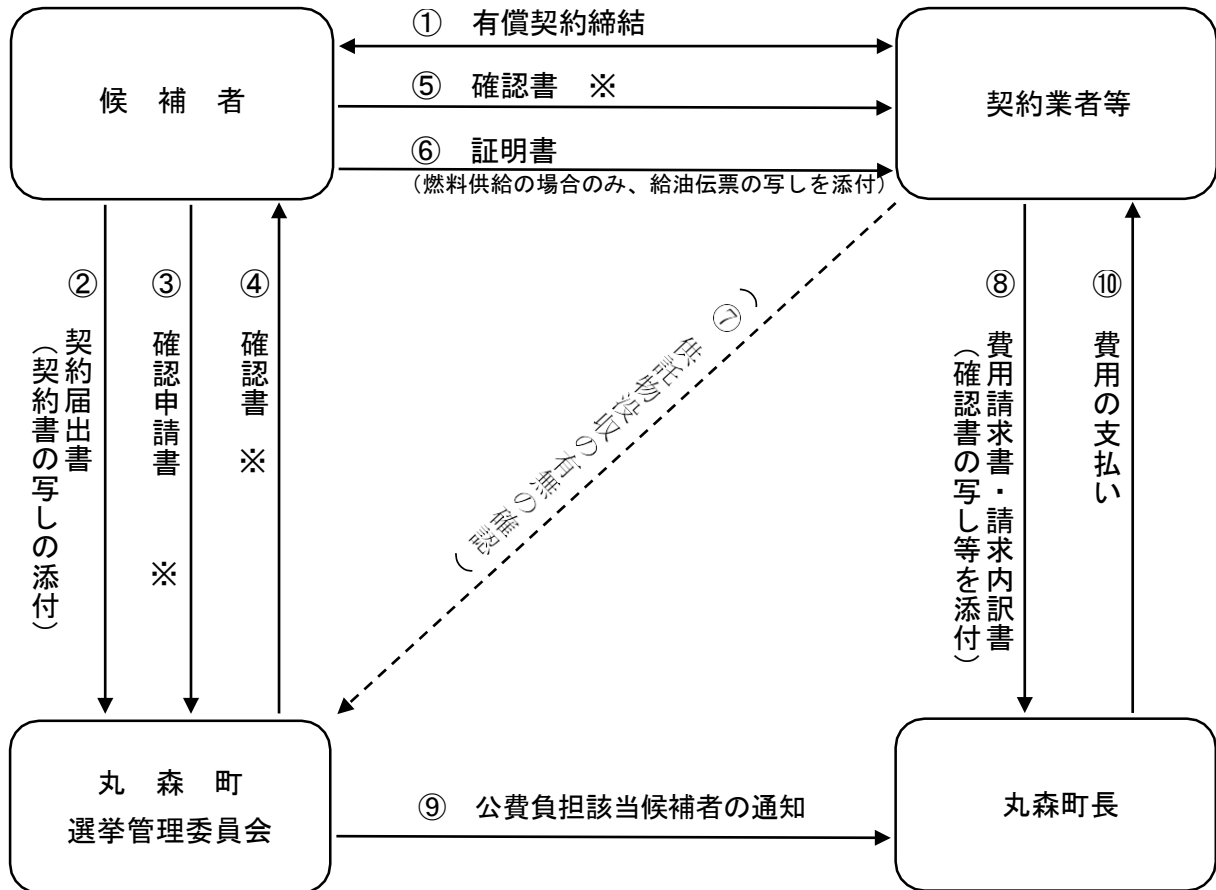 ① 有償契約締結
候 補 者
⑤ 確認書 ※
契約業者等
⑥ 証明書
（燃料供給の場合のみ、給油伝票の写しを添付）
② 契約届出書
（契約書の写しの添付）
③ 確認申請書 ※
④ 確認書 ※
（⑦ 供託物没収の有無の確認）
⑧ 費用請求書・請求内訳書
（確認書の写し等を添付）
⑩ 費用の支払い
丸 森 町
選挙管理委員会
⑨ 公費負担該当候補者の通知
丸森町長